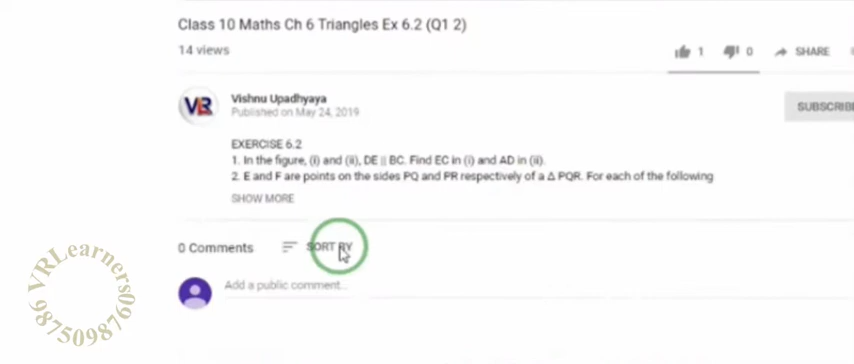 Class 10 Maths Ch 6 Triangles Ex 6.2 (Q1 2)
14 views
1 0 SHARE
VR Vishnu Upadhyaya
Published on May 24, 2019
SUBSCRIBE
EXERCISE 6.2
1. In the figure, (i) and (ii), DE || BC. Find EC in (i) and AD in (ii).
2. E and F are points on the sides PQ and PR respectively of a Δ PQR. For each of the following
SHOW MORE
0 Comments SORT BY
Add a public comment...
VRLearners
9875098760